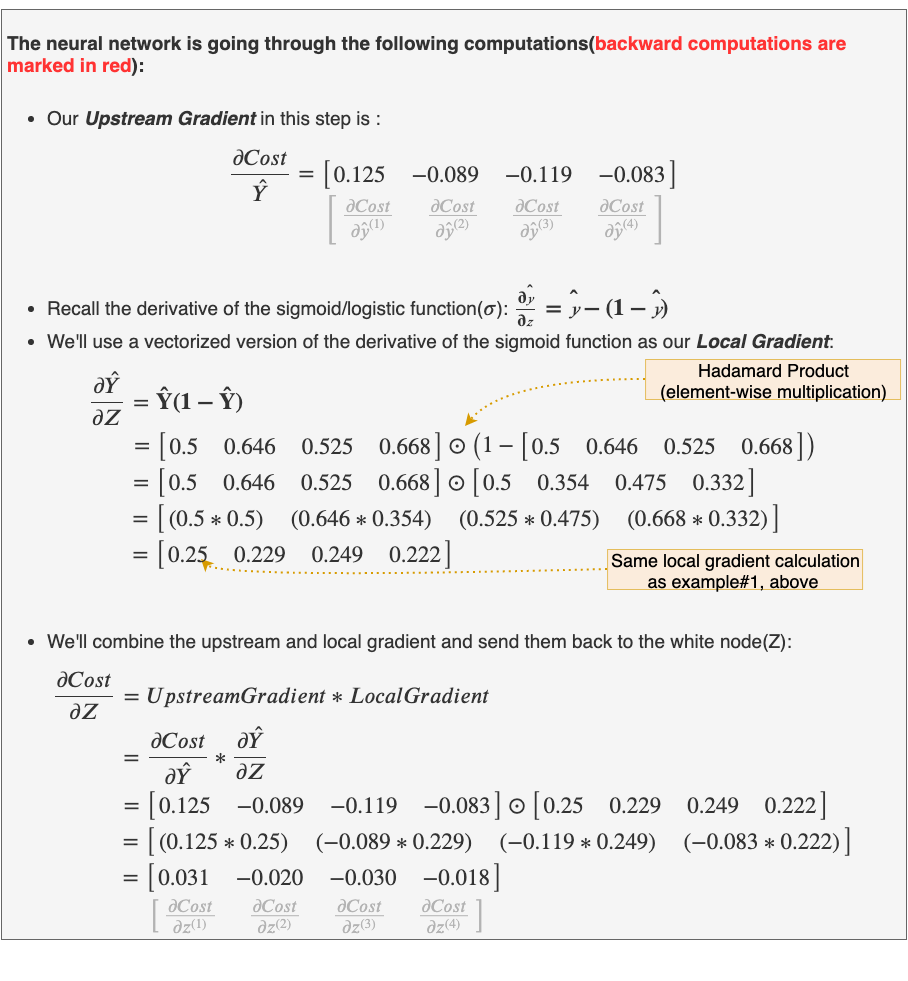 The neural network is going through the following computations(backward computations are
marked in red):
• Our Upstream Gradient in this step is :
∂Cost/Ŷ = [0.125 −0.089 −0.119 −0.083]
[∂Cost/∂ŷ⁽¹⁾ ∂Cost/∂ŷ⁽²⁾ ∂Cost/∂ŷ⁽³⁾ ∂Cost/∂ŷ⁽⁴⁾]
• Recall the derivative of the sigmoid/logistic function(σ): ∂ŷ/∂z = ŷ − (1 − ŷ)
• We'll use a vectorized version of the derivative of the sigmoid function as our Local Gradient:
Hadamard Product
(element-wise multiplication)
∂Ŷ/∂Z = Ŷ(1 − Ŷ)
= [0.5 0.646 0.525 0.668] ⊙ (1 − [0.5 0.646 0.525 0.668])
= [0.5 0.646 0.525 0.668] ⊙ [0.5 0.354 0.475 0.332]
= [(0.5 * 0.5) (0.646 * 0.354) (0.525 * 0.475) (0.668 * 0.332)]
= [0.25 0.229 0.249 0.222]
Same local gradient calculation
as example#1, above
• We'll combine the upstream and local gradient and send them back to the white node(Z):
∂Cost/∂Z = UpstreamGradient * LocalGradient
= ∂Cost/∂Ŷ * ∂Ŷ/∂Z
= [0.125 −0.089 −0.119 −0.083] ⊙ [0.25 0.229 0.249 0.222]
= [(0.125 * 0.25) (−0.089 * 0.229) (−0.119 * 0.249) (−0.083 * 0.222)]
= [0.031 −0.020 −0.030 −0.018]
[∂Cost/∂z⁽¹⁾ ∂Cost/∂z⁽²⁾ ∂Cost/∂z⁽³⁾ ∂Cost/∂z⁽⁴⁾]